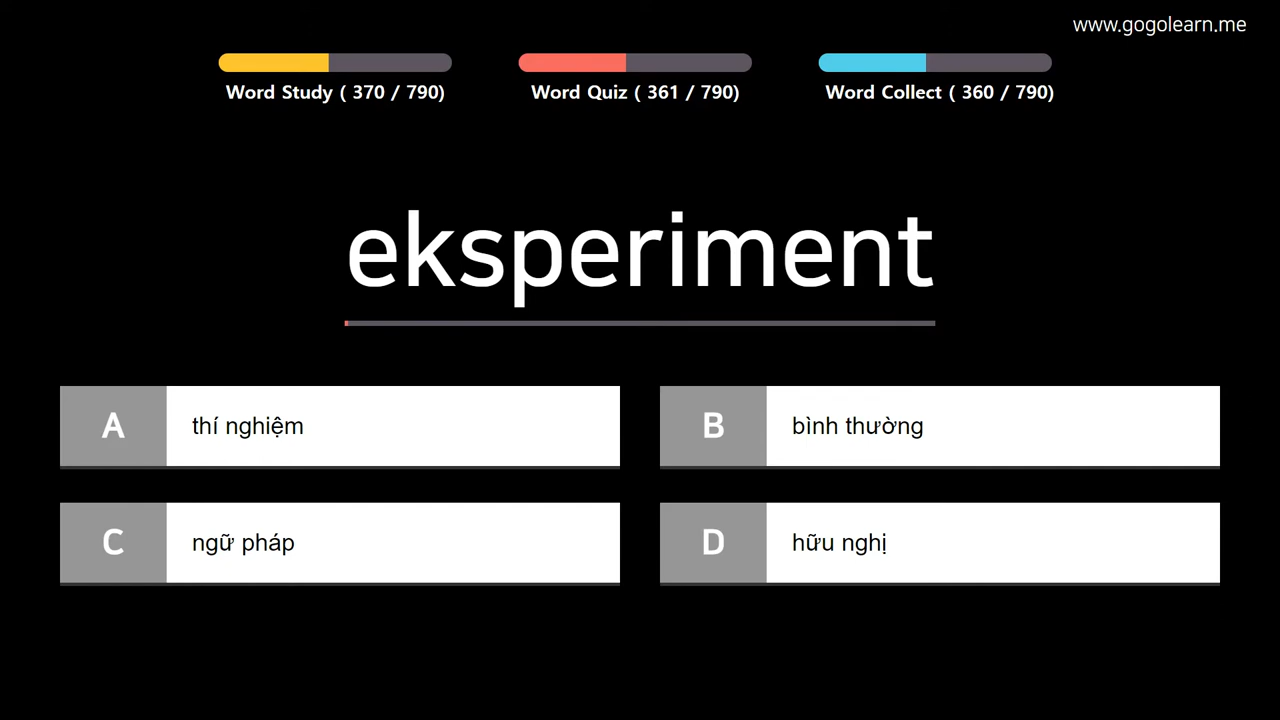 www.gogolearn.me
Word Study ( 370 / 790)
Word Quiz ( 361 / 790)
Word Collect ( 360 / 790)
eksperiment
A thí nghiệm
B bình thường
C ngữ pháp
D hữu nghị